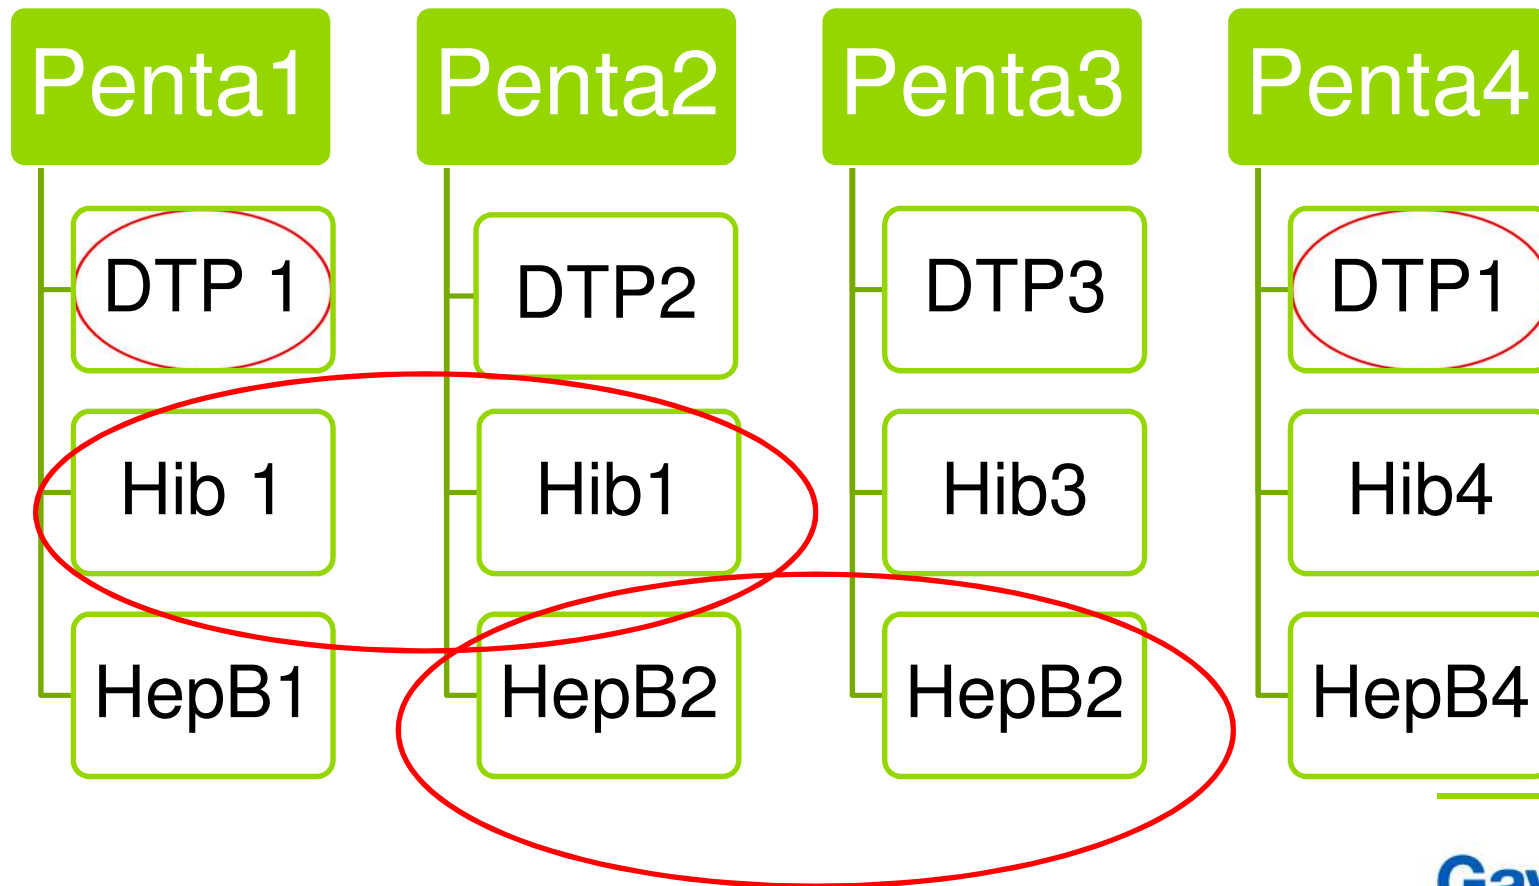 Penta1 Penta2 Penta3 Penta4
DTP 1 DTP2 DTP3 DTP1
Hib 1 Hib1 Hib3 Hib4
HepB1 HepB2 HepB2 HepB4